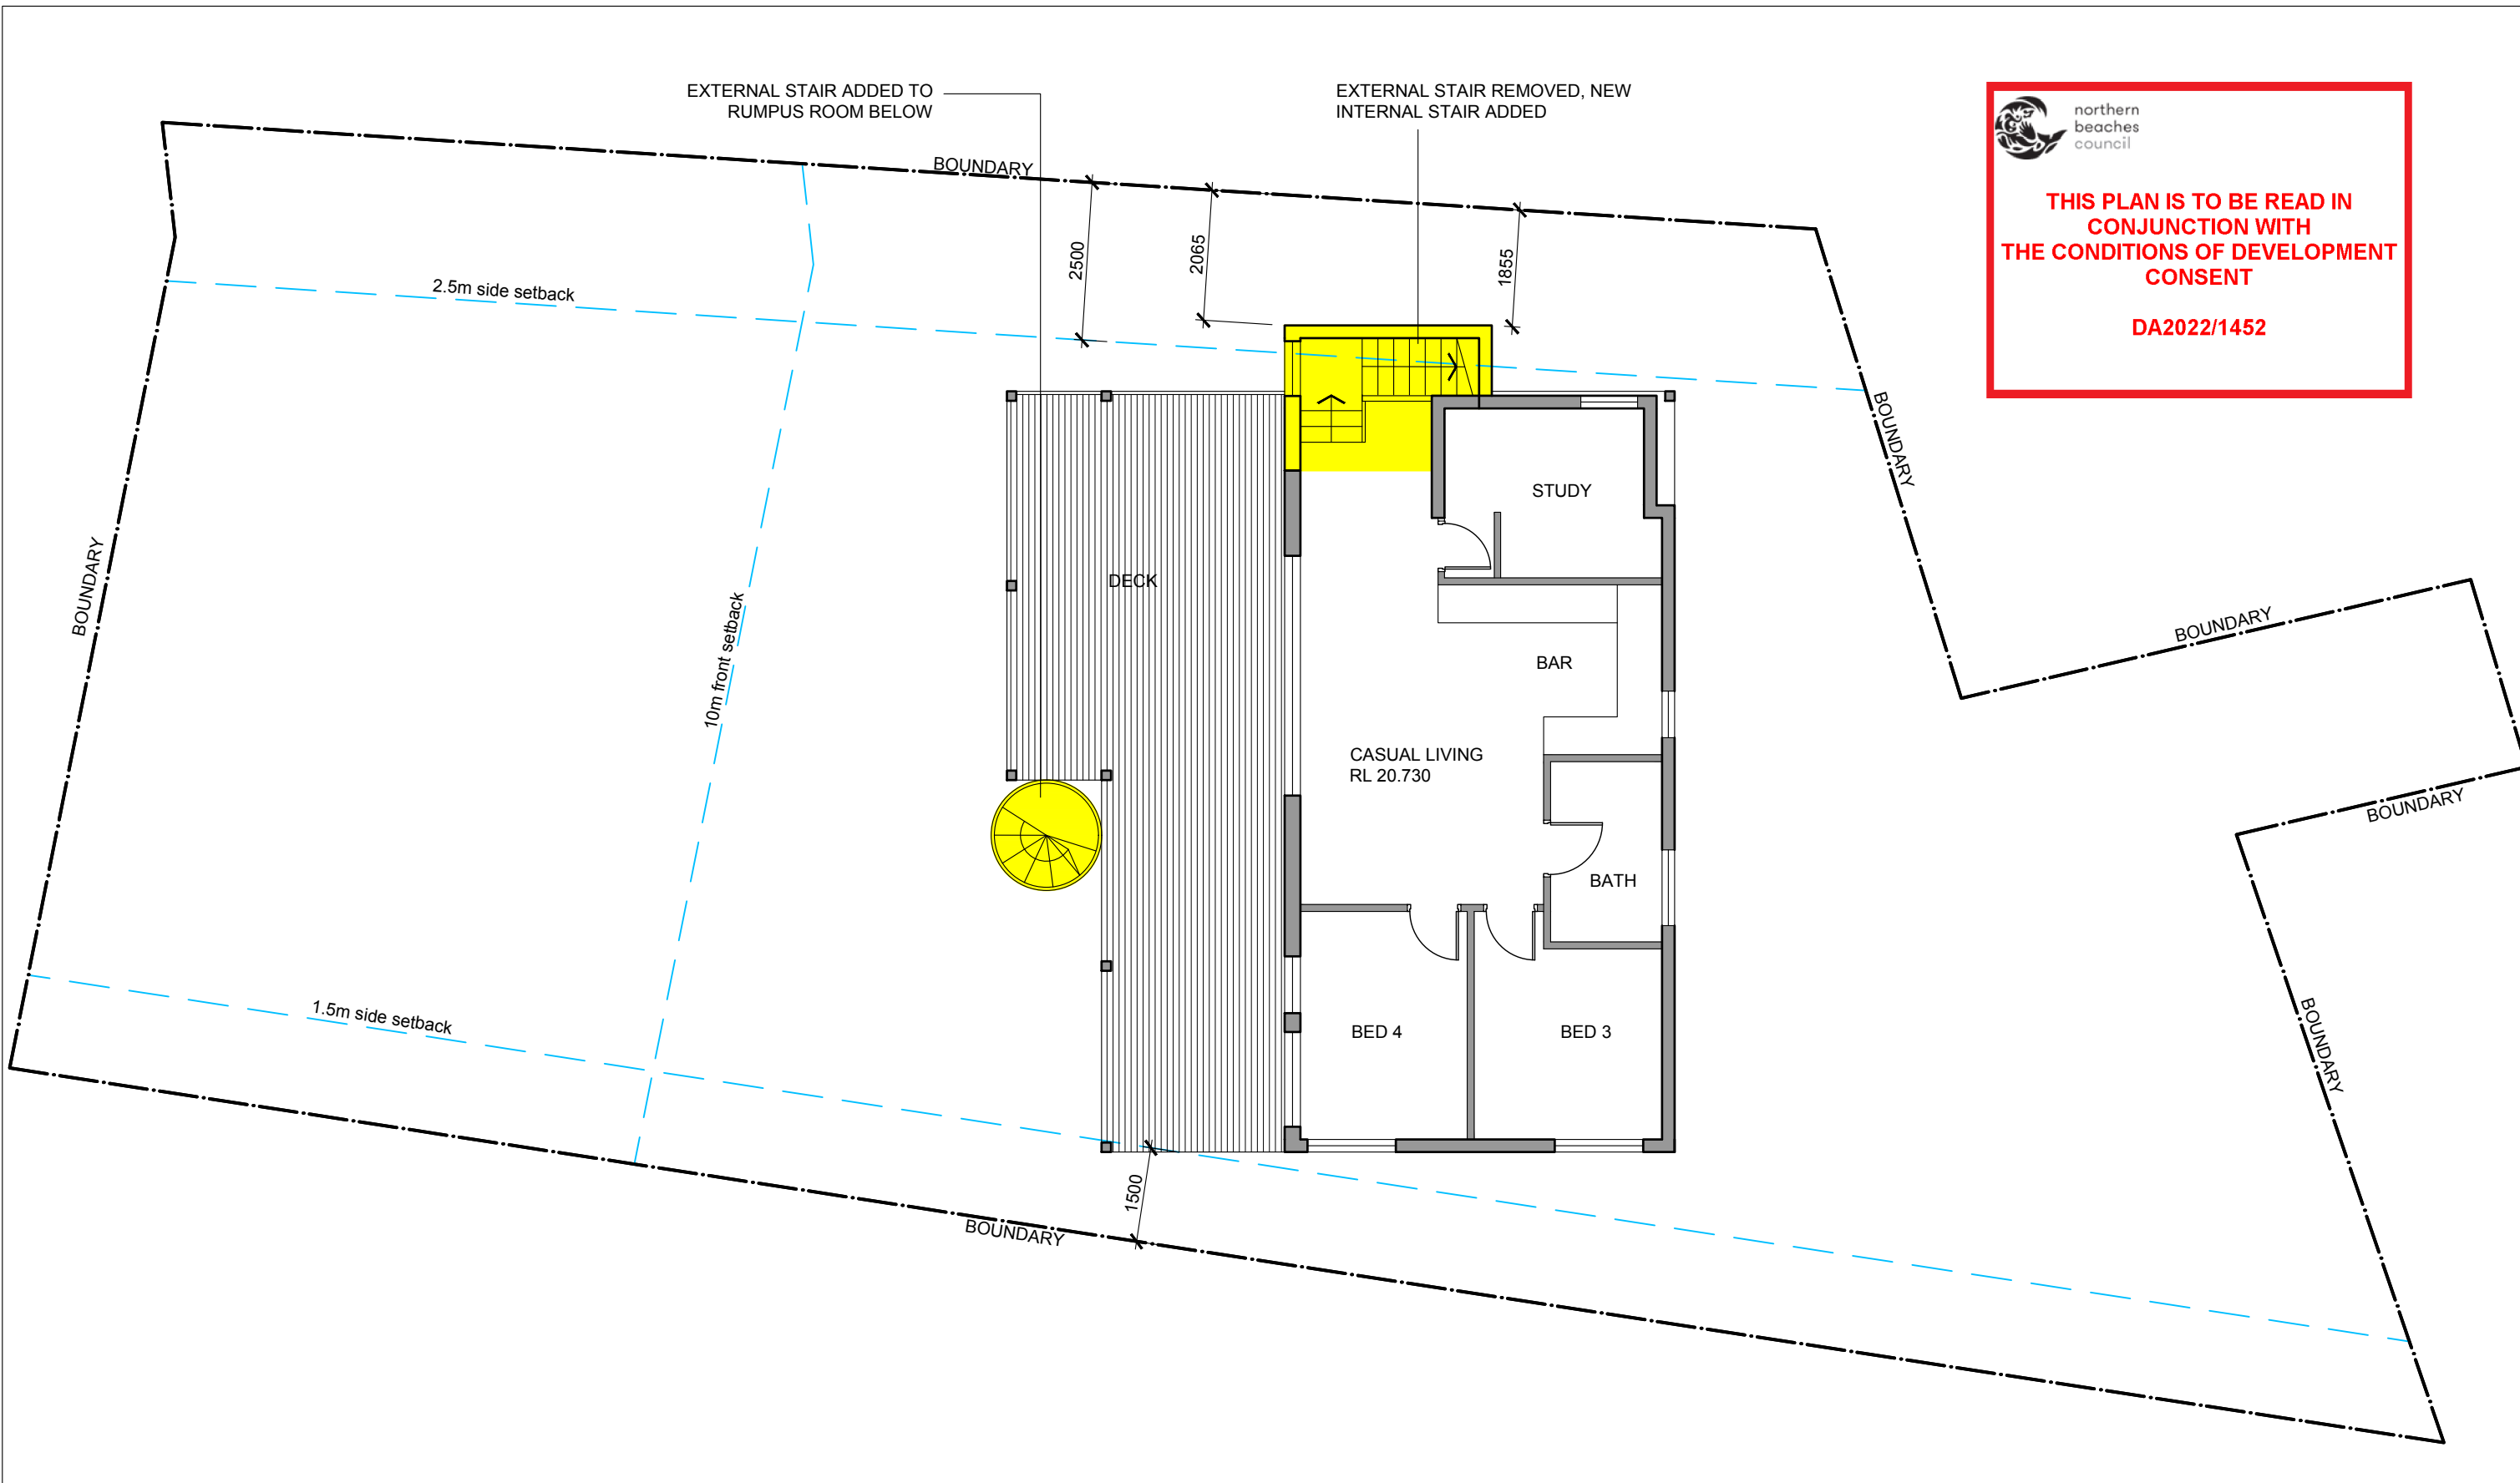 EXTERNAL STAIR ADDED TO
RUMPUS ROOM BELOW
EXTERNAL STAIR REMOVED, NEW
INTERNAL STAIR ADDED
northern
beaches
council
THIS PLAN IS TO BE READ IN
CONJUNCTION WITH
THE CONDITIONS OF DEVELOPMENT
CONSENT
DA2022/1452
BOUNDARY
2500
2065
1855
2.5m side setback
BOUNDARY
STUDY
DECK
BOUNDARY
10m front setback
BOUNDARY
BAR
CASUAL LIVING
RL 20.730
BOUNDARY
BATH
1.5m side setback
BED 4
BED 3
BOUNDARY
1500
BOUNDARY